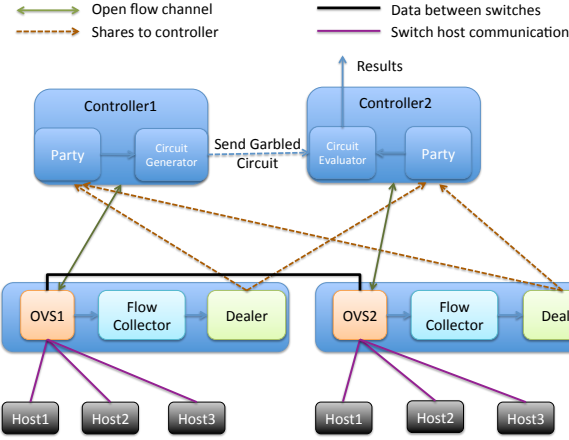 Open flow channel
Data between switches
Shares to controller
Switch host communication
Results
Controller1
Controller2
Party
Circuit
Generator
Send Garbled
Circuit
Circuit
Evaluator
Party
OVS1
Flow
Collector
Dealer
OVS2
Flow
Collector
Host1
Host2
Host3
Host1
Host2
Host3